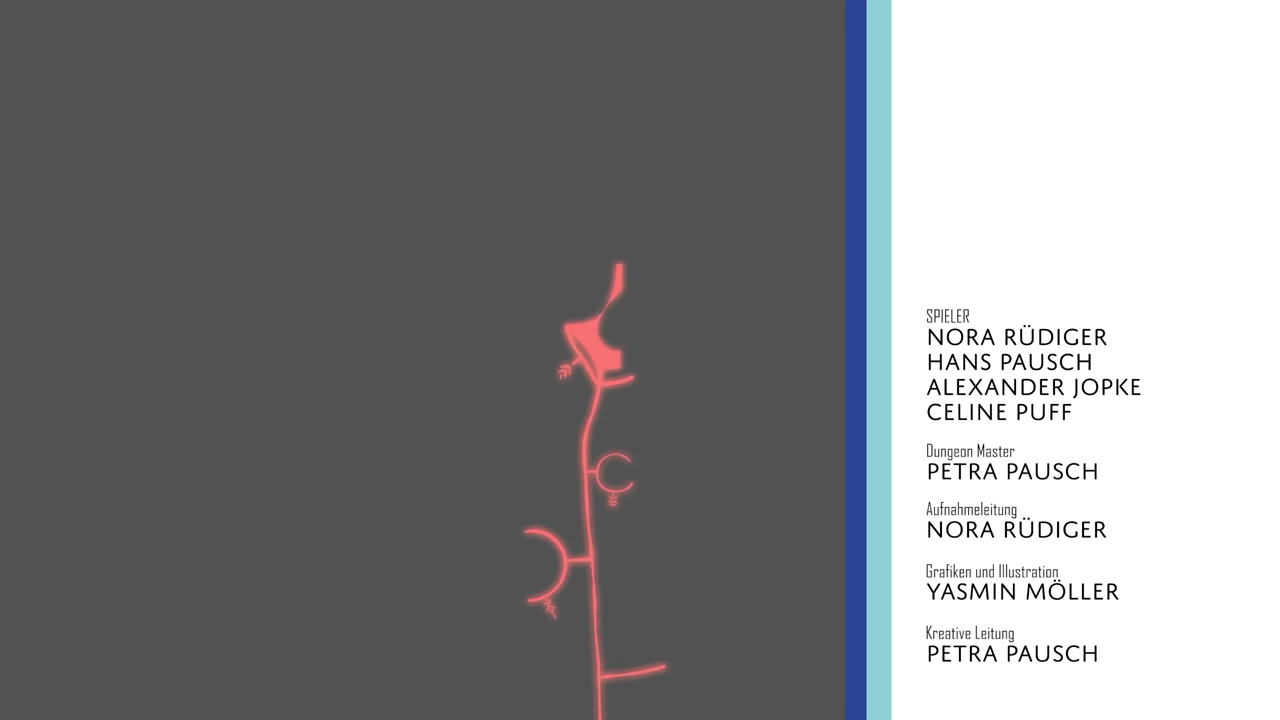 SPIELER
NORA RÜDIGER
HANS PAUSCH
ALEXANDER JOPKE
CELINE PUFF
Dungeon Master
PETRA PAUSCH
Aufnahmeleitung
NORA RÜDIGER
Grafiken und Illustration
YASMIN MÖLLER
Kreative Leitung
PETRA PAUSCH